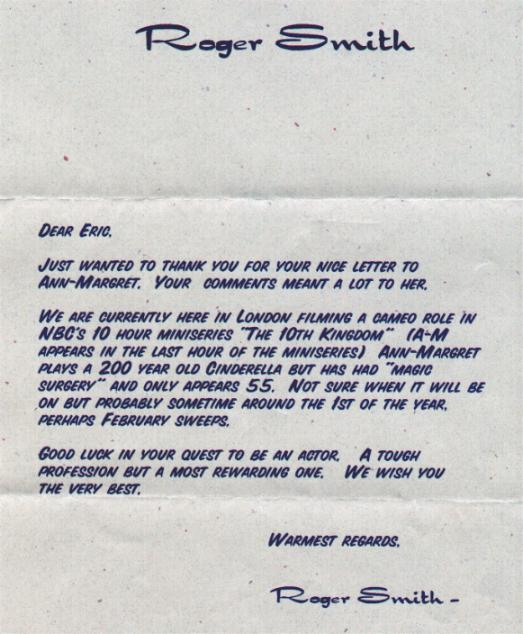 Roger Smith
Dear Eric,
Just wanted to thank you for your nice letter to
Ann-Margret. Your comments meant a lot to her.
We are currently here in London filming a cameo role in
NBC's 10 hour miniseries "The 10th Kingdom" (A-M
appears in the last hour of the miniseries) Ann-Margret
plays a 200 year old Cinderella but has had "magic
surgery" and only appears 55. Not sure when it will be
on but probably sometime around the 1st of the year,
perhaps February sweeps.
Good luck in your quest to be an actor. A tough
profession but a most rewarding one. We wish you
the very best.
Warmest regards,
Roger Smith -